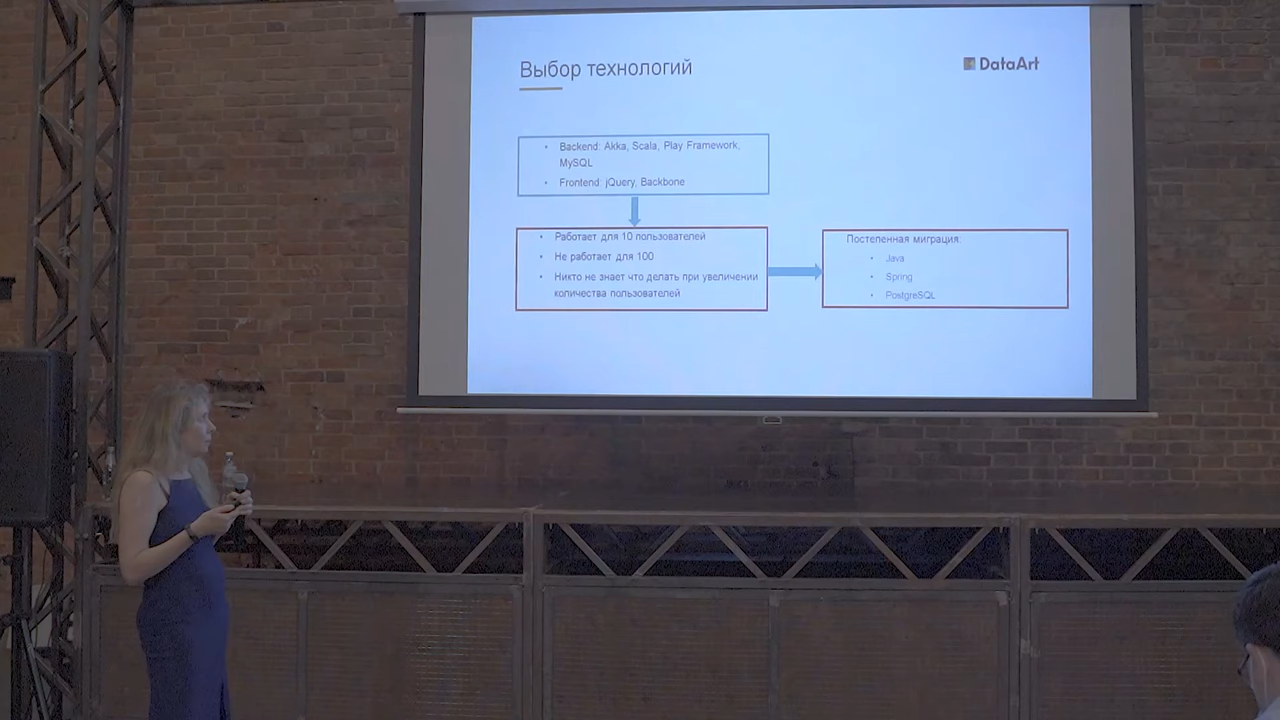 Выбор технологий
DataArt
• Backend: Akka, Scala, Play Framework,
MySQL
• Frontend: jQuery, Backbone
• Работает для 10 пользователей
• Не работает для 100
• Никто не знает что делать при увеличении
количества пользователей
Постепенная миграция:
• Java
• Spring
• PostgreSQL